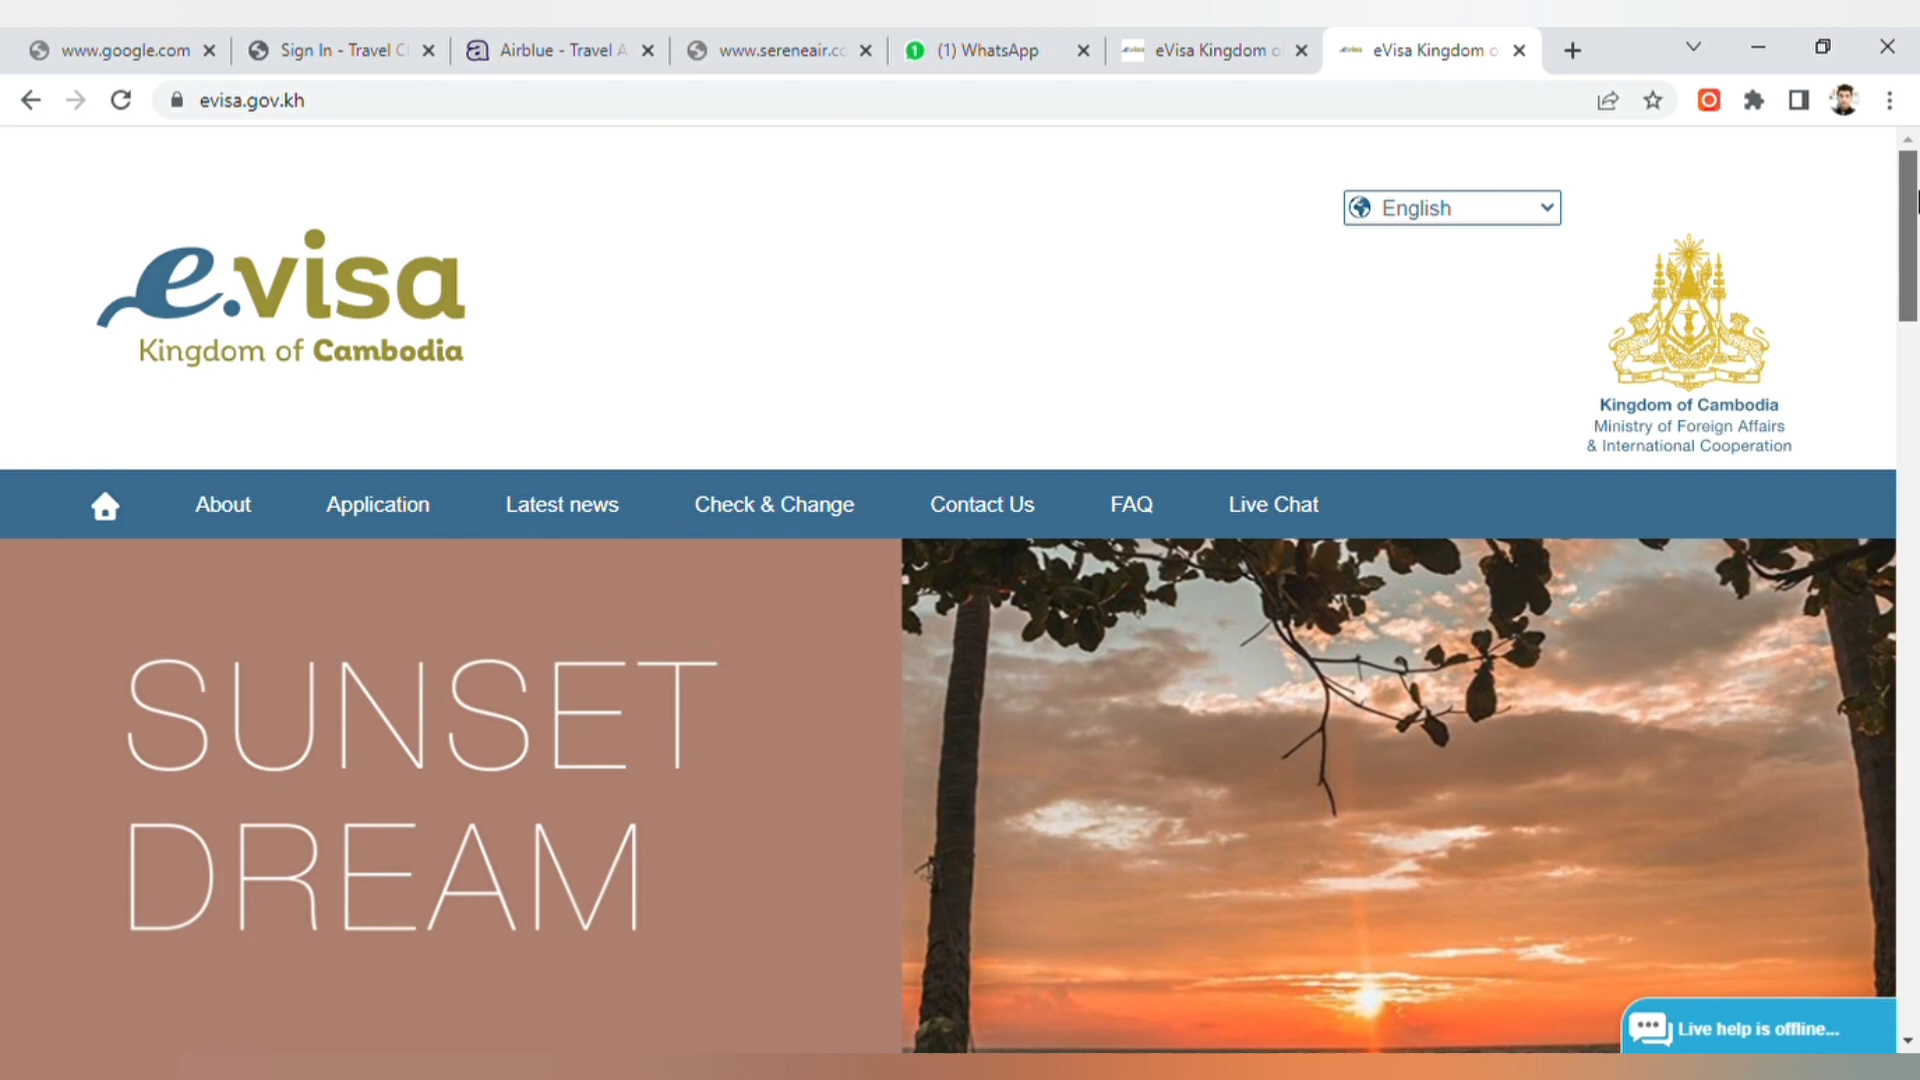 www.google.com
Sign In - Travel C
Airblue - Travel A
www.sereneair.co
(1) WhatsApp
eVisa Kingdom o
eVisa Kingdom o
evisa.gov.kh
English
e.visa
Kingdom of Cambodia
Kingdom of Cambodia
Ministry of Foreign Affairs
& International Cooperation
About
Application
Latest news
Check & Change
Contact Us
FAQ
Live Chat
SUNSET
DREAM
Live help is offline...